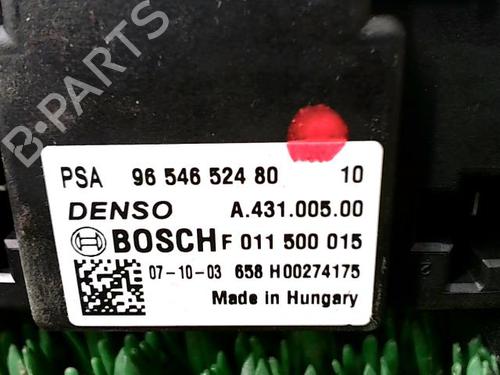 B-PARTS
PSA 96 546 524 80 10
DENSO A.431.005.00
BOSCH F 011 500 015
07-10-03 658 H00274175
Made in Hungary